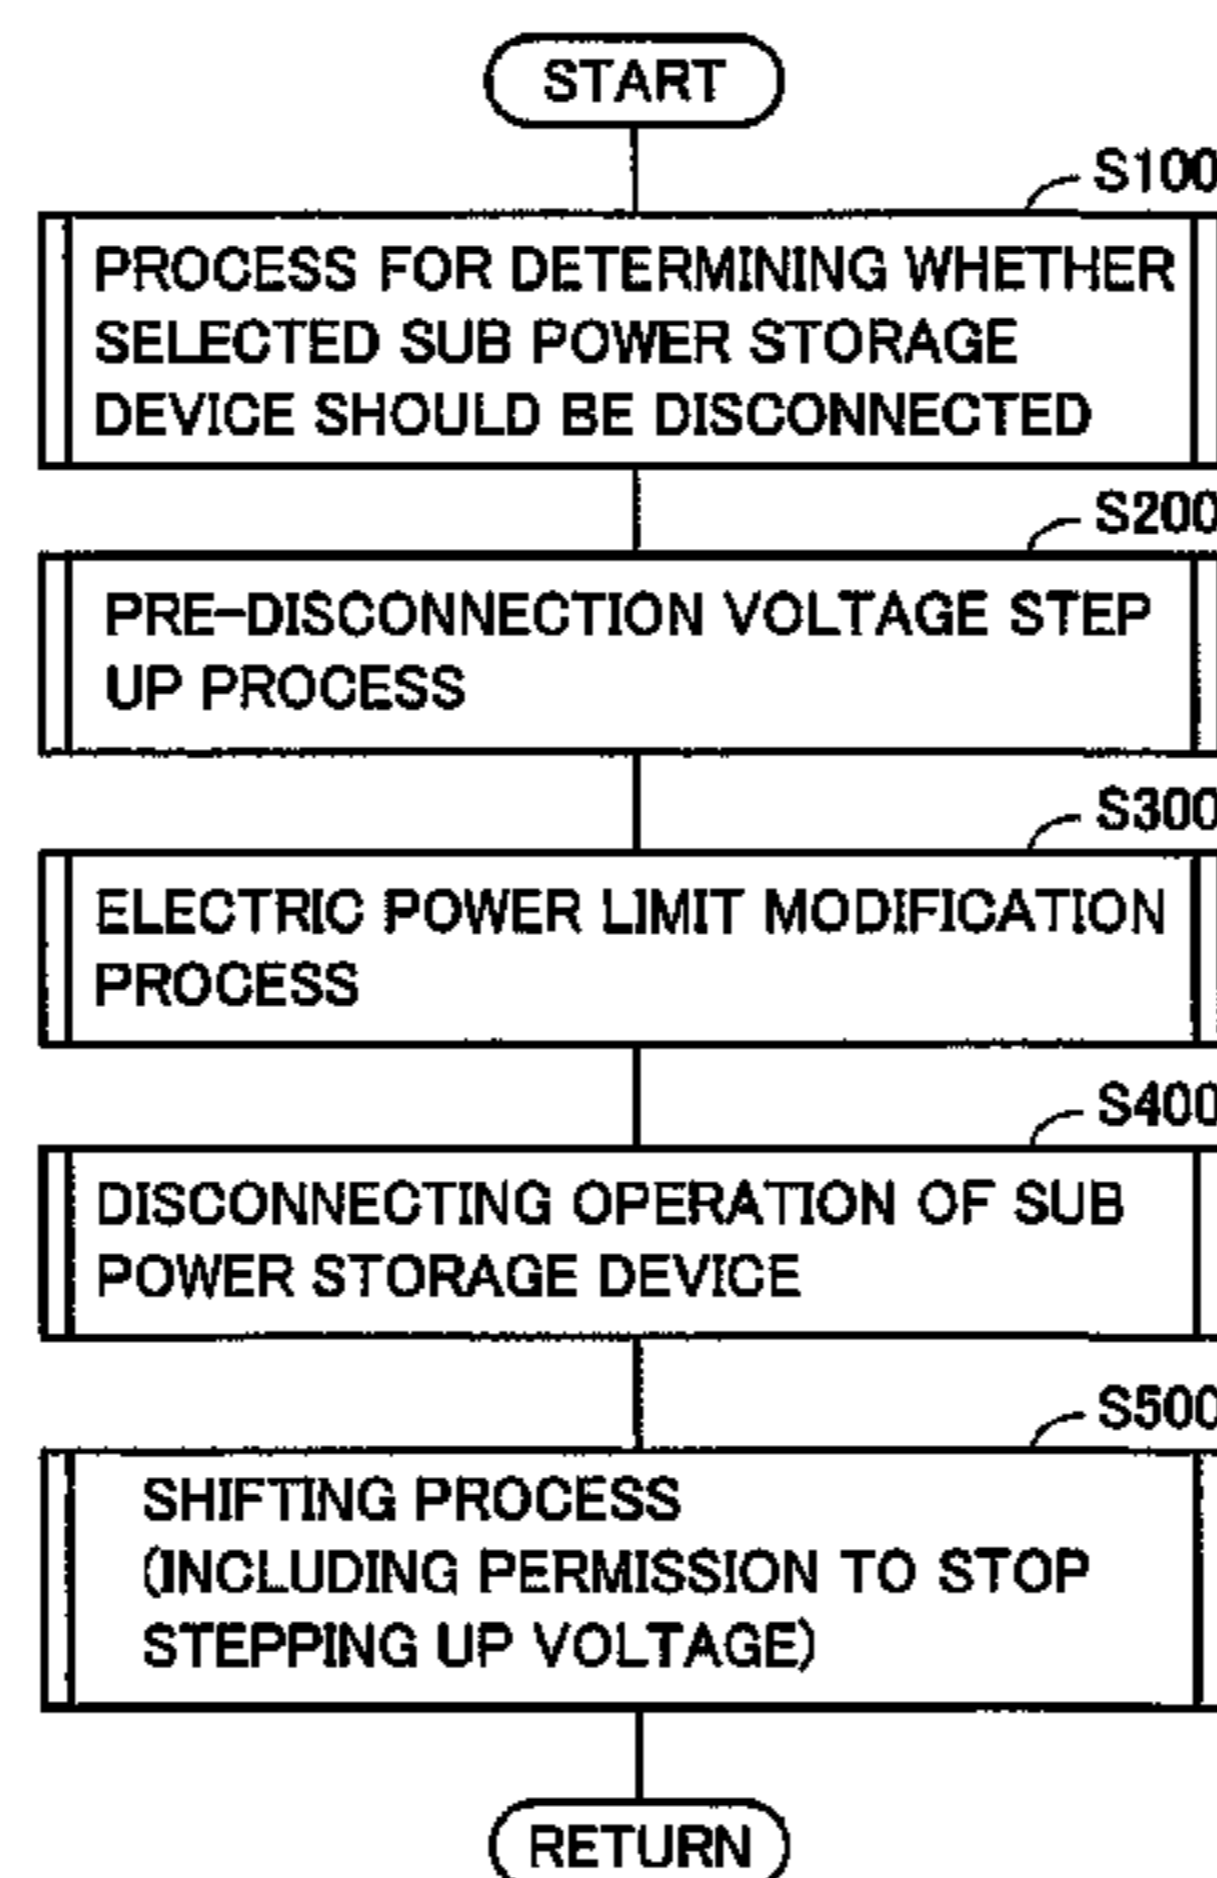 START
S100
PROCESS FOR DETERMINING WHETHER
SELECTED SUB POWER STORAGE
DEVICE SHOULD BE DISCONNECTED
S200
PRE-DISCONNECTION VOLTAGE STEP
UP PROCESS
S300
ELECTRIC POWER LIMIT MODIFICATION
PROCESS
S400
DISCONNECTING OPERATION OF SUB
POWER STORAGE DEVICE
S500
SHIFTING PROCESS
(INCLUDING PERMISSION TO STOP
STEPPING UP VOLTAGE)
RETURN